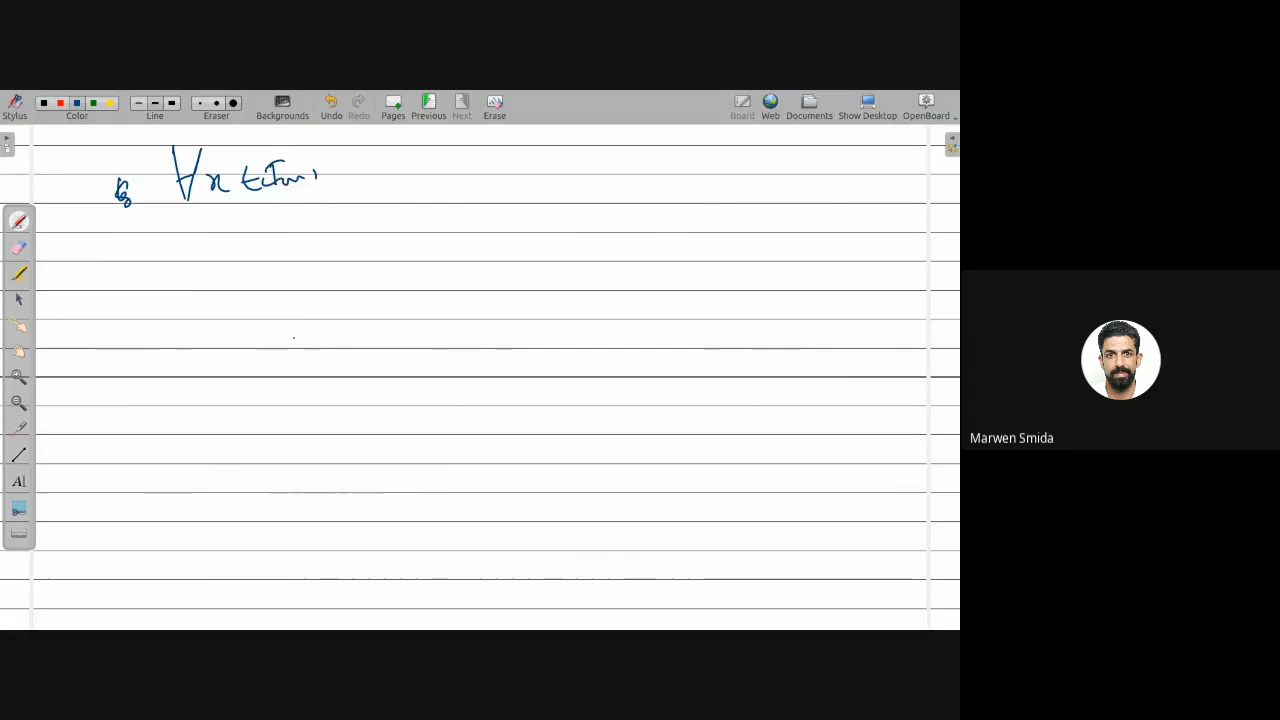 Stylus Color Line Eraser Backgrounds Undo Redo Pages Previous Next Erase Board Web Documents Show Desktop OpenBoard
∀x
Marwen Smida